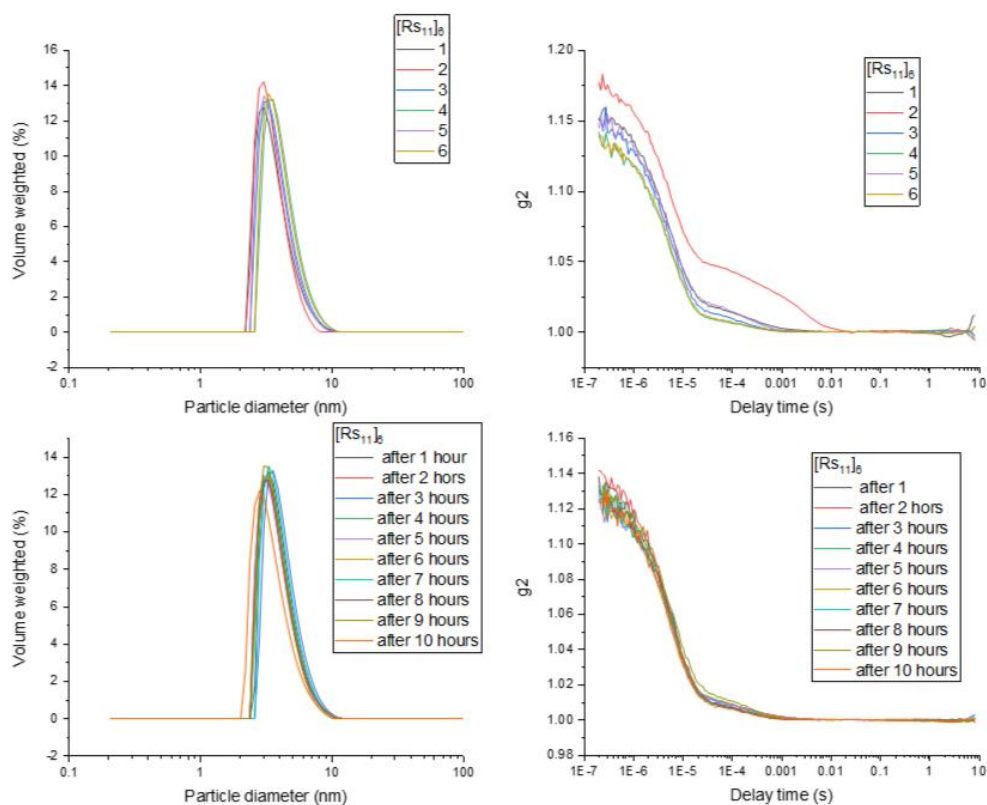 [Rs11]6
1
2
3
4
5
6
16
14
12
10
8
6
4
2
0
-2
Volume weighted (%)
0.1
1
10
100
Particle diameter (nm)
[Rs11]6
1
2
3
4
5
6
1.20
1.15
1.10
1.05
1.00
g2
1E-7
1E-6
1E-5
1E-4
0.001
0.01
0.1
1
10
Delay time (s)
[Rs11]6
after 1 hour
after 2 hors
after 3 hours
after 4 hours
after 5 hours
after 6 hours
after 7 hours
after 8 hours
after 9 hours
after 10 hours
14
12
10
8
6
4
2
0
-2
Volume weighted (%)
0.1
1
10
100
Particle diameter (nm)
[Rs11]6
after 1
after 2 hors
after 3 hours
after 4 hours
after 5 hours
after 6 hours
after 7 hours
after 8 hours
after 9 hours
after 10 hours
1.16
1.14
1.12
1.10
1.08
1.06
1.04
1.02
1.00
0.98
g2
1E-7
1E-6
1E-5
1E-4
0.001
0.01
0.1
1
10
Delay time (s)